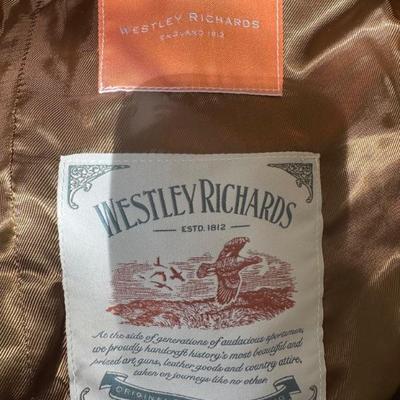 WESTLEY RICHARDS
ENGLAND 1812
WESTLEY RICHARDS
ESTD. 1812
At the side of generations of audacious sportsmen,
we proudly handcraft history's most beautiful and
prized art, guns, leather goods and country attire,
taken on journeys like no other.